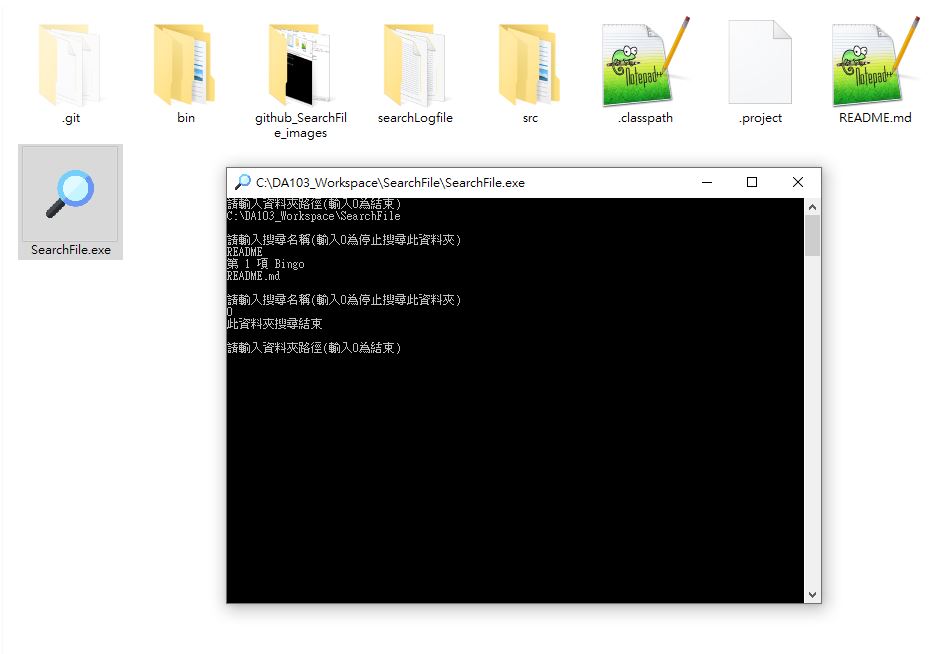 .git
bin
github_SearchFil
e_images
searchLogfile
src
.classpath
.project
README.md
Notepad++
Notepad++
SearchFile.exe
C:\DA103_Workspace\SearchFile\SearchFile.exe
請輸入資料夾路徑(輸入0為結束)
C:\DA103_Workspace\SearchFile
請輸入搜尋名稱(輸入0為停止搜尋此資料夾)
README
第 1 項 Bingo
README.md
請輸入搜尋名稱(輸入0為停止搜尋此資料夾)
0
此資料夾搜尋結束
請輸入資料夾路徑(輸入0為結束)